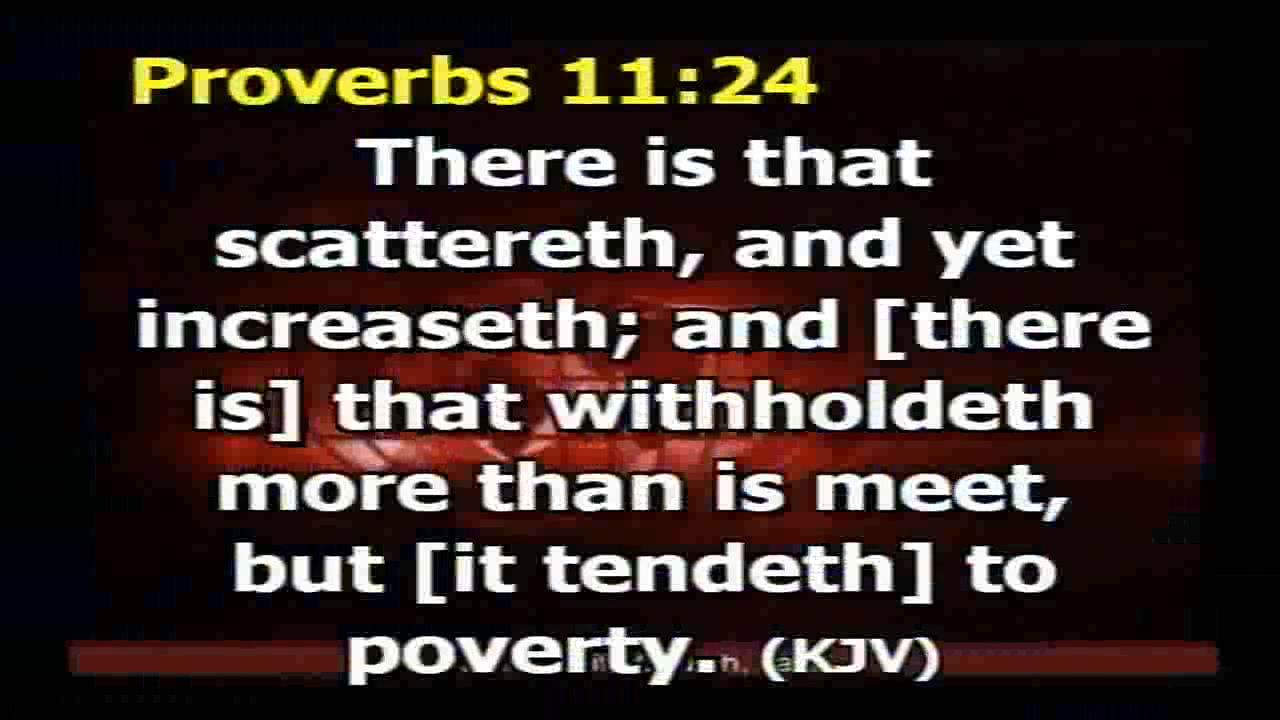 Proverbs 11:24
There is that
scattereth, and yet
increaseth; and [there
is] that withholdeth
more than is meet,
but [it tendeth] to
poverty. (KJV)